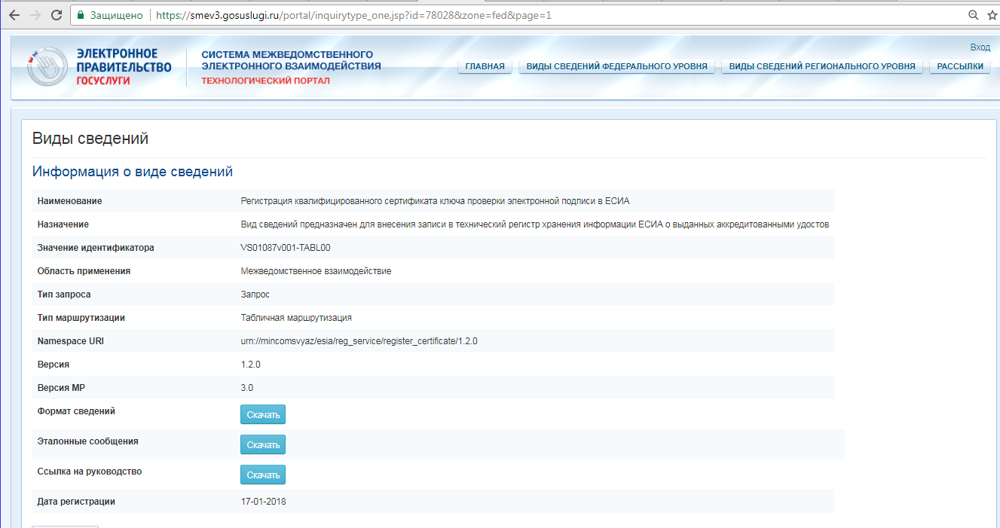 Защищено https://smev3.gosuslugi.ru/portal/inquirytype_one.jsp?id=78028&zone=fed&page=1
Вход
ЭЛЕКТРОННОЕ
ПРАВИТЕЛЬСТВО
ГОСУСЛУГИ
СИСТЕМА МЕЖВЕДОМСТВЕННОГО
ЭЛЕКТРОННОГО ВЗАИМОДЕЙСТВИЯ
ТЕХНОЛОГИЧЕСКИЙ ПОРТАЛ
ГЛАВНАЯ ВИДЫ СВЕДЕНИЙ ФЕДЕРАЛЬНОГО УРОВНЯ ВИДЫ СВЕДЕНИЙ РЕГИОНАЛЬНОГО УРОВНЯ РАССЫЛКИ
Виды сведений
Информация о виде сведений
Наименование Регистрация квалифицированного сертификата ключа проверки электронной подписи в ЕСИА
Назначение Вид сведений предназначен для внесения записи в технический регистр хранения информации ЕСИА о выданных аккредитованными удостов
Значение идентификатора VS01087v001-TABL00
Область применения Межведомственное взаимодействие
Тип запроса Запрос
Тип маршрутизации Табличная маршрутизация
Namespace URI urn://mincomsvyaz/esia/reg_service/register_certificate/1.2.0
Версия 1.2.0
Версия МР 3.0
Формат сведений Скачать
Эталонные сообщения Скачать
Ссылка на руководство Скачать
Дата регистрации 17-01-2018